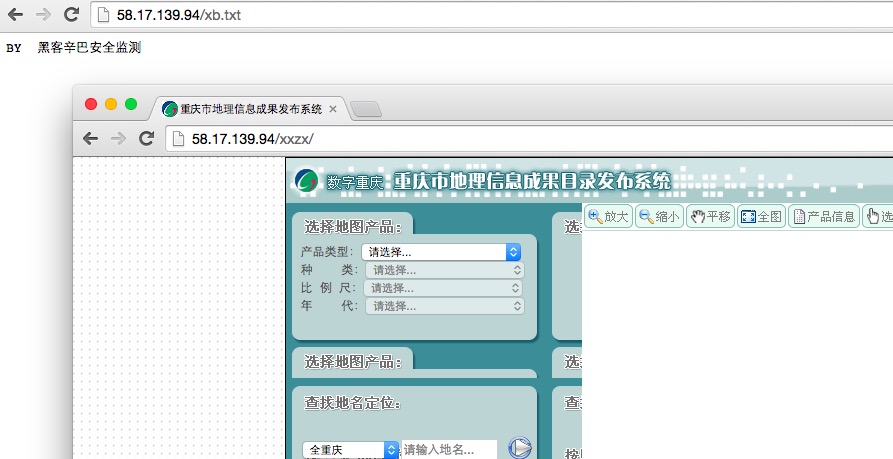 58.17.139.94/xb.txt
BY 黑客辛巴安全监测
重庆市地理信息成果发布系统
58.17.139.94/xxzx/
数字重庆 重庆市地理信息成果目录发布系统
放大 缩小 平移 全图 产品信息 选
选择地图产品: 选
产品类型: 请选择...
种 类: 请选择...
比 例 尺: 请选择...
年 代: 请选择...
选择地图产品: 选
查找地名定位: 查
全重庆 请输入地名...